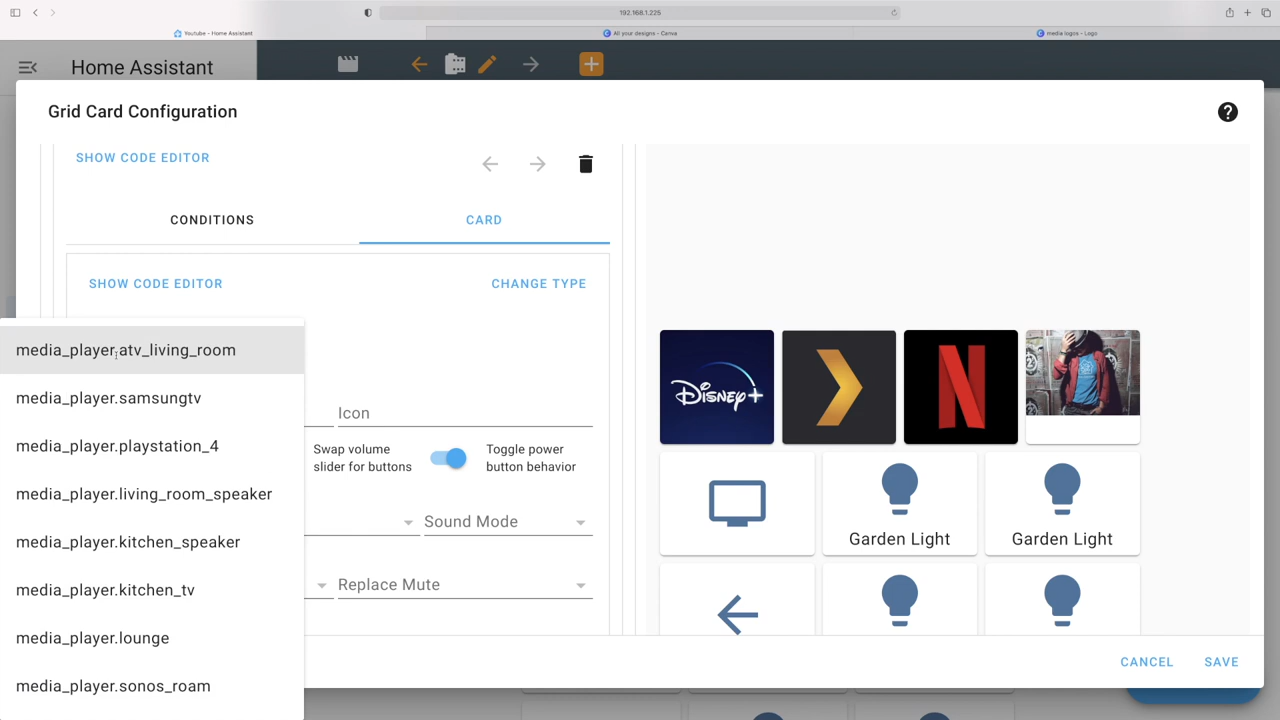 192.168.1.225
Youtube - Home Assistant
All your designs - Canva
media logos - Logo
Home Assistant
Grid Card Configuration
SHOW CODE EDITOR
CONDITIONS
CARD
SHOW CODE EDITOR
CHANGE TYPE
media_player.atv_living_room
media_player.samsungtv
media_player.playstation_4
media_player.living_room_speaker
media_player.kitchen_speaker
media_player.kitchen_tv
media_player.lounge
media_player.sonos_roam
Icon
Swap volume
slider for buttons
Toggle power
button behavior
Sound Mode
Replace Mute
Disney+
N
Garden Light
Garden Light
CANCEL
SAVE